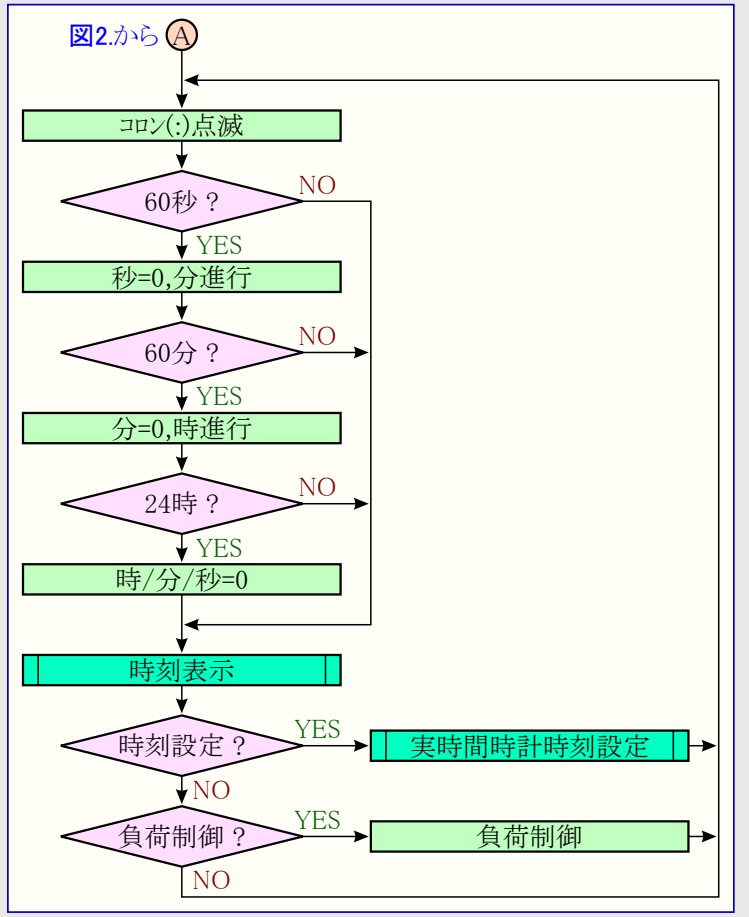 図2.から A
コロン(:)点滅
60秒 ?
NO
YES
秒=0,分進行
60分 ?
NO
YES
分=0,時進行
24時 ?
NO
YES
時/分/秒=0
時刻表示
時刻設定 ?
YES
実時間時計時刻設定
NO
負荷制御 ?
YES
負荷制御
NO